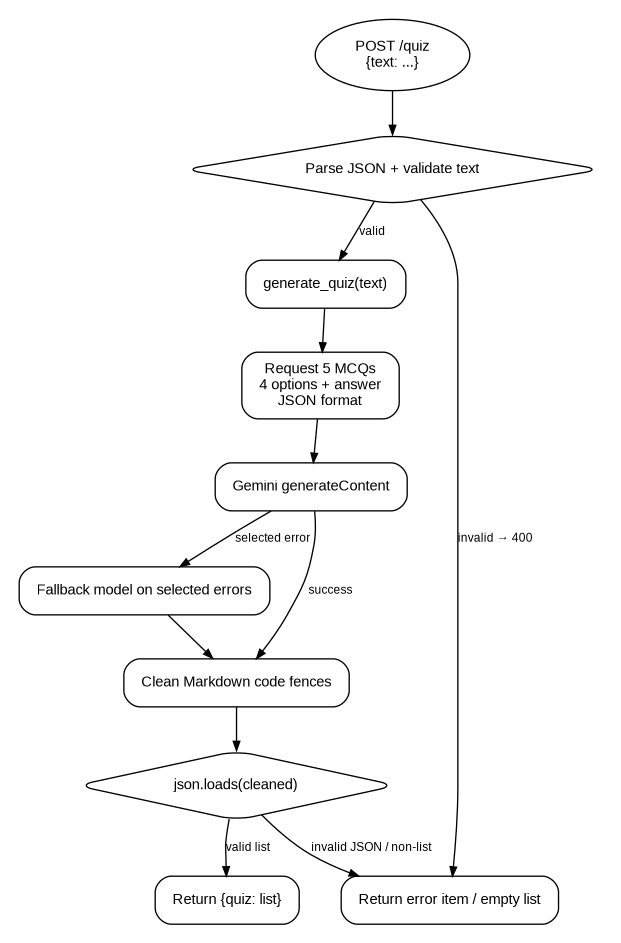 POST /quiz
{text: ...}
Parse JSON + validate text
valid
generate_quiz(text)
Request 5 MCQs
4 options + answer
JSON format
Gemini generateContent
selected error
invalid → 400
Fallback model on selected errors
success
Clean Markdown code fences
json.loads(cleaned)
valid list
invalid JSON / non-list
Return {quiz: list}
Return error item / empty list